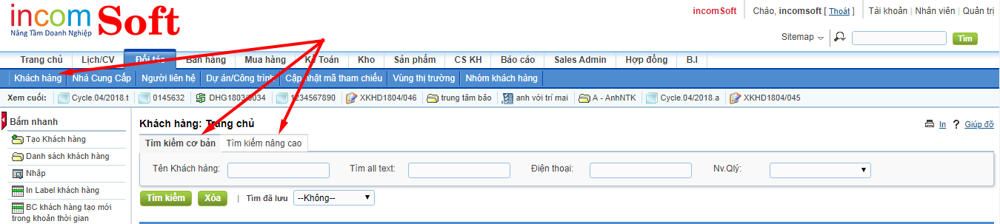 incom Soft
Nâng Tầm Doanh Nghiệp
incomSoft Chào, incomsoft [ Thoát ] Tài khoản | Nhân viên | Quản trị
Sitemap Tìm
Trang chủ Lịch/CV Đối tác Bán hàng Mua hàng Kế Toán Kho Sản phẩm CS KH Báo cáo Sales Admin Hợp đồng B.I
Khách hàng Nhà Cung Cấp Người liên hệ Dự án/Công trình Cập nhật mã tham chiếu Vùng thị trường Nhóm khách hàng
Xem cuối: Cycle.04/2018.t 0145632 DHG1803/0034 1234567890 XKHD1804/046 trung tâm bảo anh với trí mai A - AnhNTK Cycle.04/2018.a XKHD1804/045
Bấm nhanh
Tạo Khách hàng
Danh sách khách hàng
Nhập
In Label khách hàng
BC khách hàng tạo mới
trong khoản thời gian
Khách hàng: Trang chủ
In ? Giúp đỡ
Tìm kiếm cơ bản Tìm kiếm nâng cao
Tên Khách hàng: Tìm all text: Điện thoại: Nv.Qlý:
Tìm kiếm Xóa | Tìm đã lưu --Không--